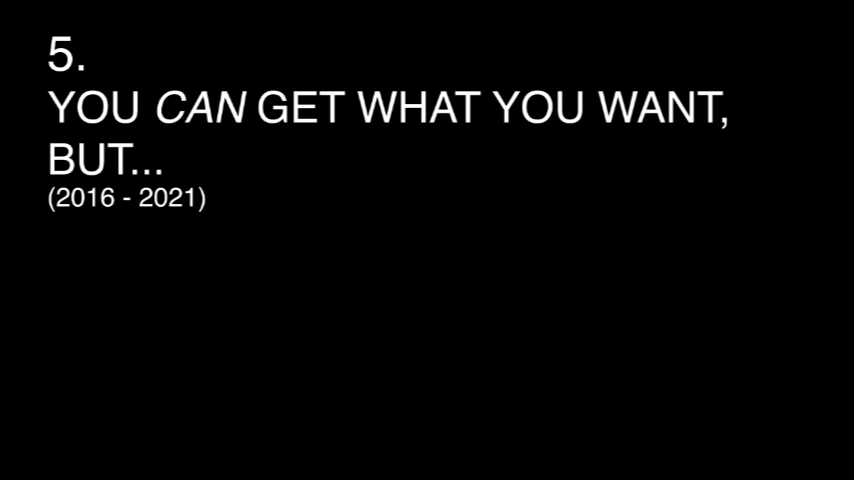 5.
YOU CAN GET WHAT YOU WANT,
BUT...
(2016 - 2021)